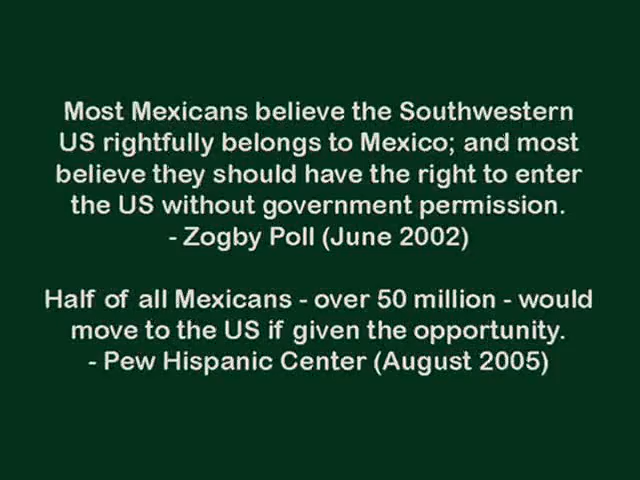 Most Mexicans believe the Southwestern
US rightfully belongs to Mexico; and most
believe they should have the right to enter
the US without government permission.
- Zogby Poll (June 2002)
Half of all Mexicans - over 50 million - would
move to the US if given the opportunity.
- Pew Hispanic Center (August 2005)